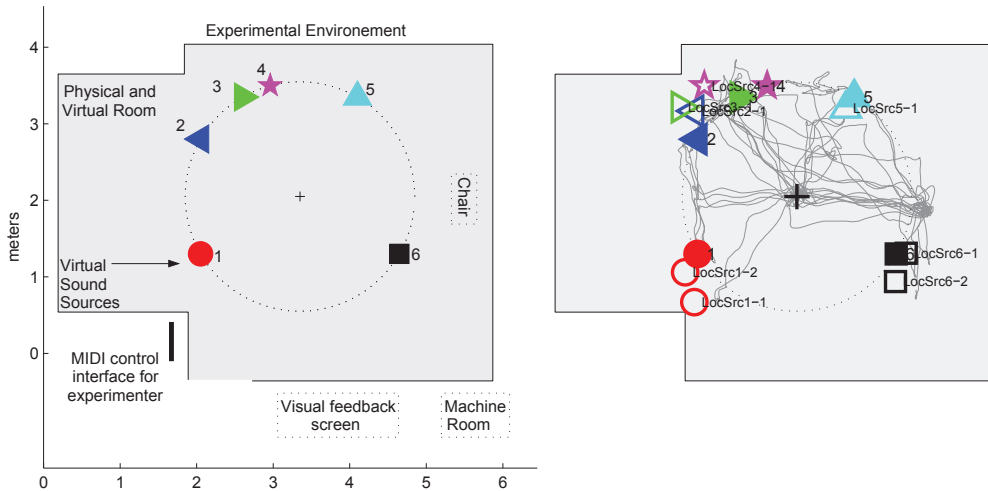 Experimental Environement
4
3
2
1
0
meters
Physical and
Virtual Room
4
3
5
2
Chair
1
6
Virtual
Sound
Sources
MIDI control
interface for
experimenter
Visual feedback
screen
Machine
Room
0
1
2
3
4
5
6
LocSrc4-1
4
5
3
LocSrc3-1
LocSrc2-1
LocSrc5-1
2
1
LocSrc1-2
LocSrc1-1
6
LocSrc6-1
LocSrc6-2